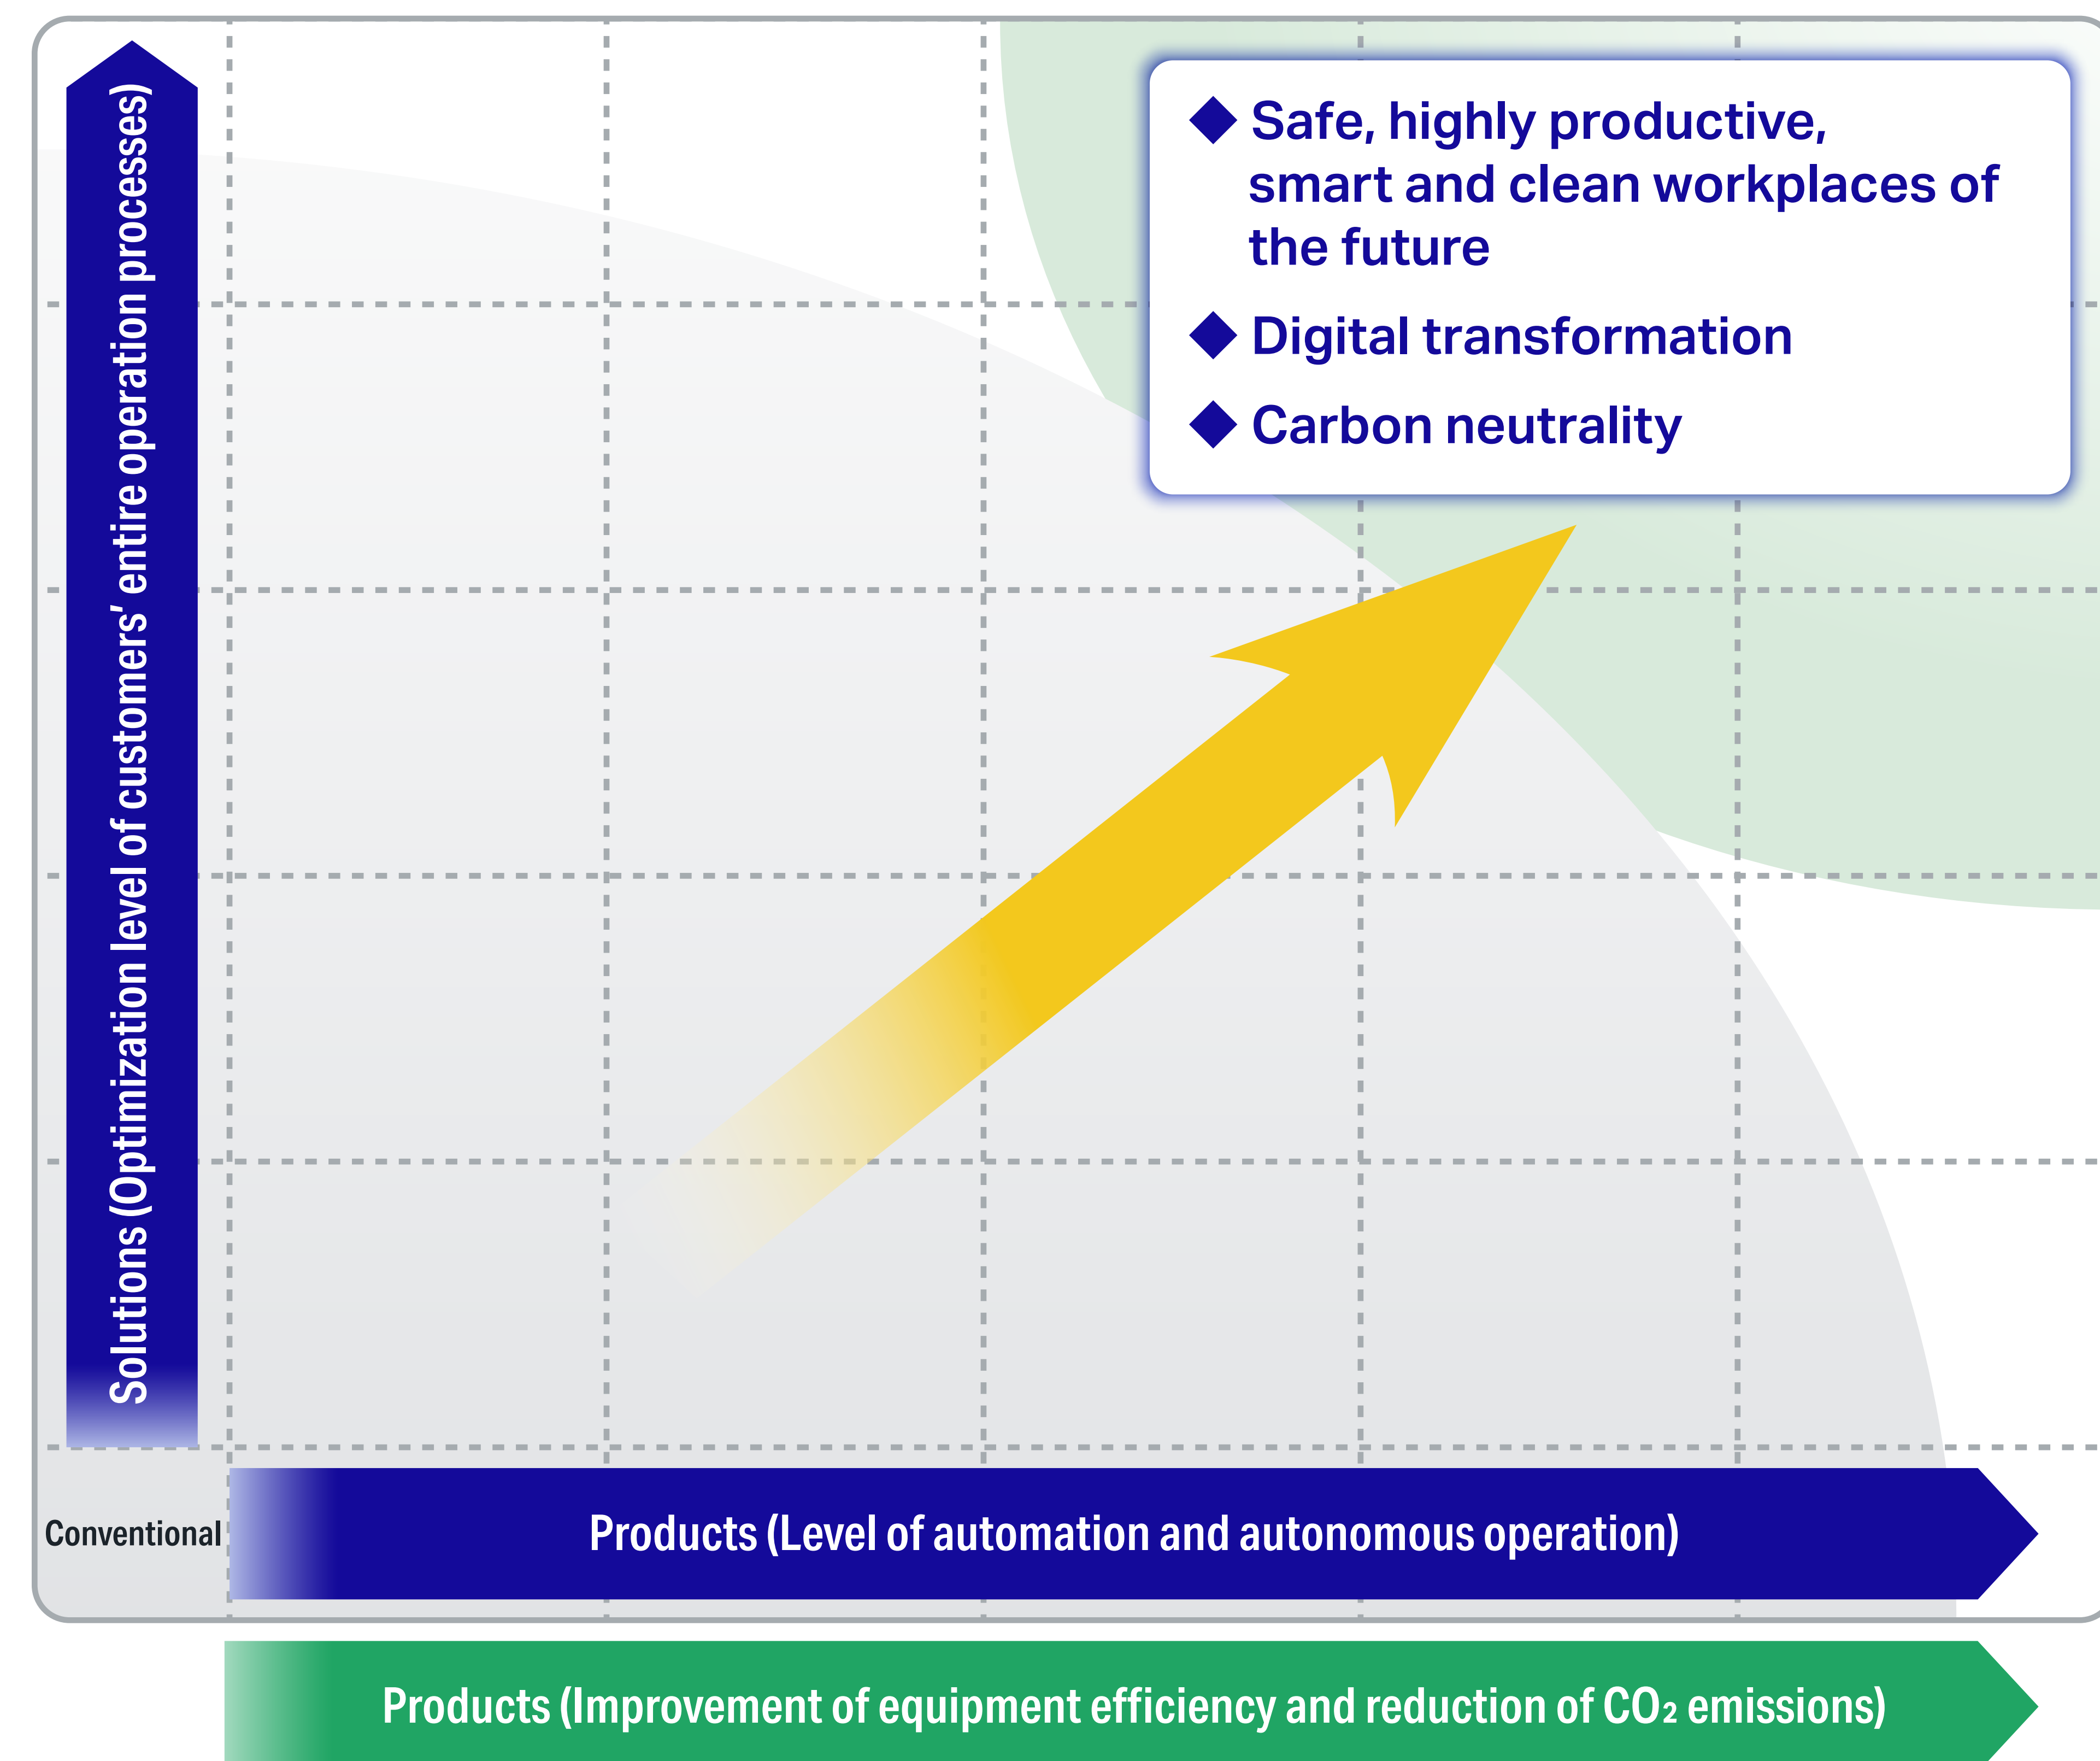 Solutions (Optimization level of customers' entire operation processes)
◆ Safe, highly productive,
smart and clean workplaces of
the future
◆ Digital transformation
◆ Carbon neutrality
Conventional
Products (Level of automation and autonomous operation)
Products (Improvement of equipment efficiency and reduction of CO₂ emissions)